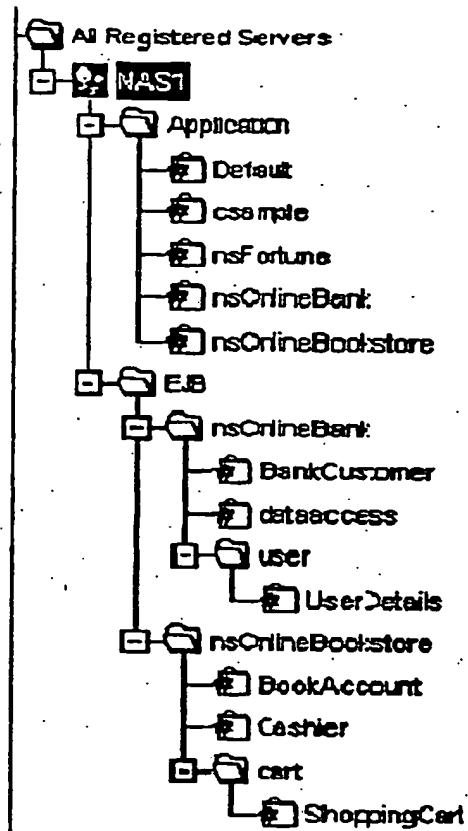 All Registered Servers
NAS1
Application
Default
csample
nsFortune
nsOnlineBank
nsOnlineBookstore
EJB
nsOnlineBank
BankCustomer
dataaccess
user
UserDetails
nsOnlineBookstore
BookAccount
Cashier
cart
ShoppingCart